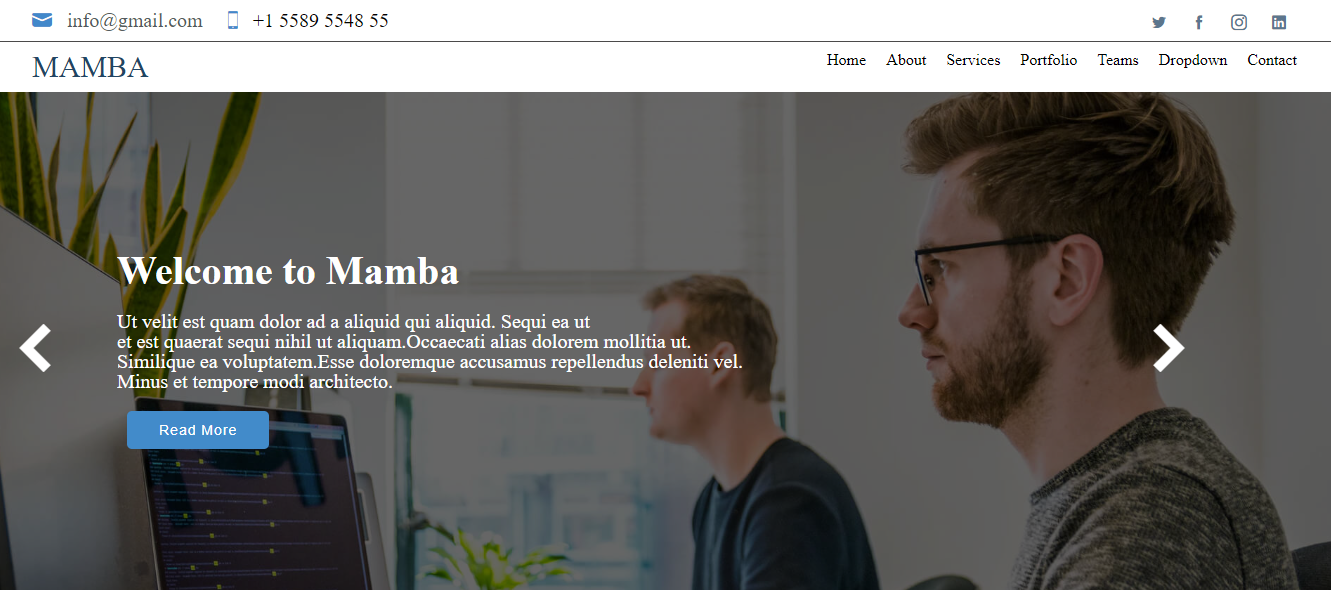 info@gmail.com +1 5589 5548 55
MAMBA
Home About Services Portfolio Teams Dropdown Contact
Welcome to Mamba
Ut velit est quam dolor ad a aliquid qui aliquid. Sequi ea ut
et est quaerat sequi nihil ut aliquam.Occaecati alias dolorem mollitia ut.
Similique ea voluptatem.Esse doloremque accusamus repellendus deleniti vel.
Minus et tempore modi architecto.
Read More